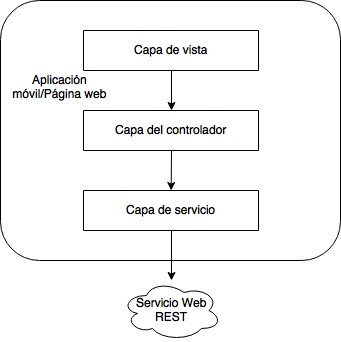 Capa de vista
Aplicación
móvil/Página web
Capa del controlador
Capa de servicio
Servicio Web
REST